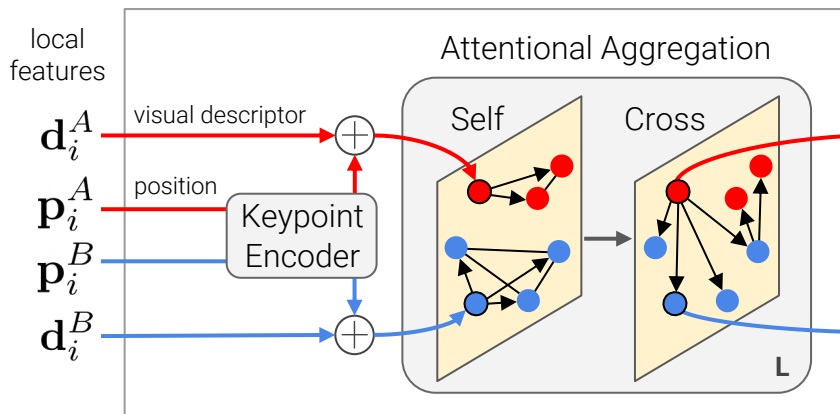 local
features
Attentional Aggregation
visual descriptor
d_i^A
Self
Cross
position
p_i^A
Keypoint
Encoder
p_i^B
d_i^B
L